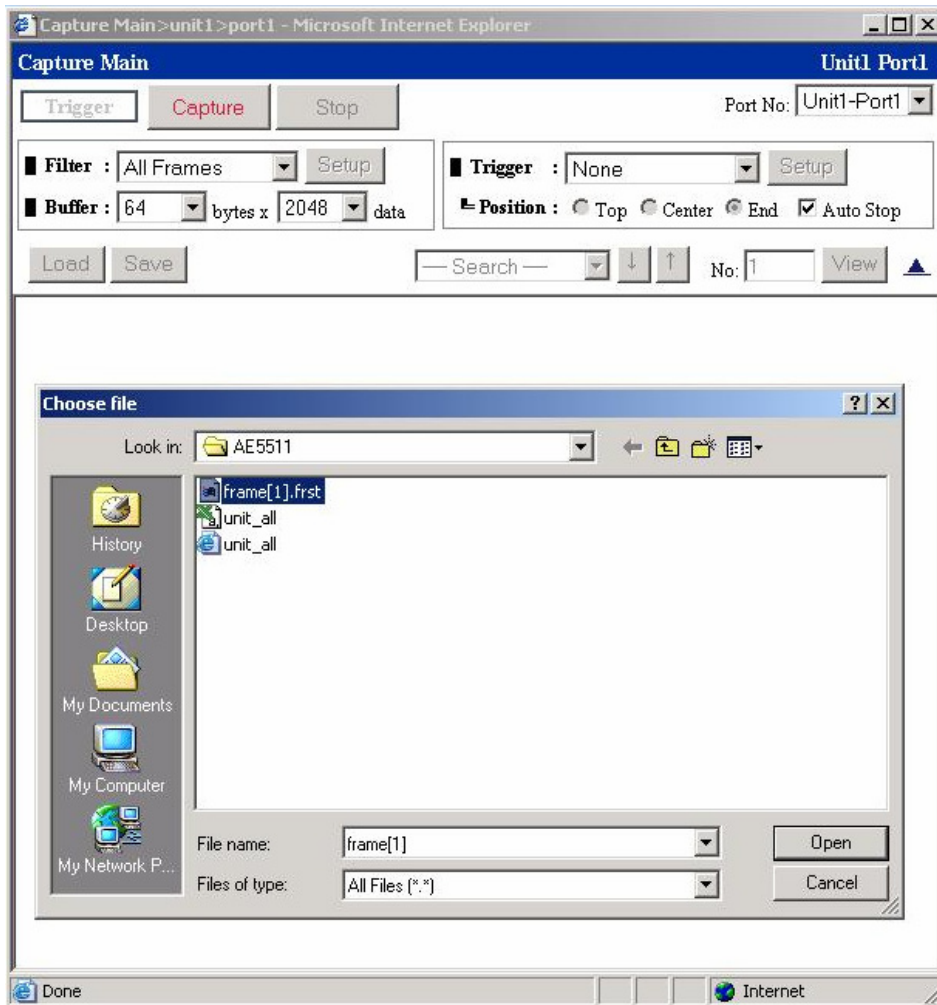 Capture Main>unit1>port1 - Microsoft Internet Explorer
Capture Main Unit1 Port1
Trigger Capture Stop Port No: Unit1-Port1
Filter : All Frames Setup Trigger : None Setup
Buffer : 64 bytes x 2048 data Position : Top Center End Auto Stop
Load Save — Search — ↓ ↑ No: 1 View
Choose file
Look in: AE5511
frame[1].frst
unit_all
unit_all
History
Desktop
My Documents
My Computer
My Network P...
File name: frame[1] Open
Files of type: All Files (*.*) Cancel
Done Internet